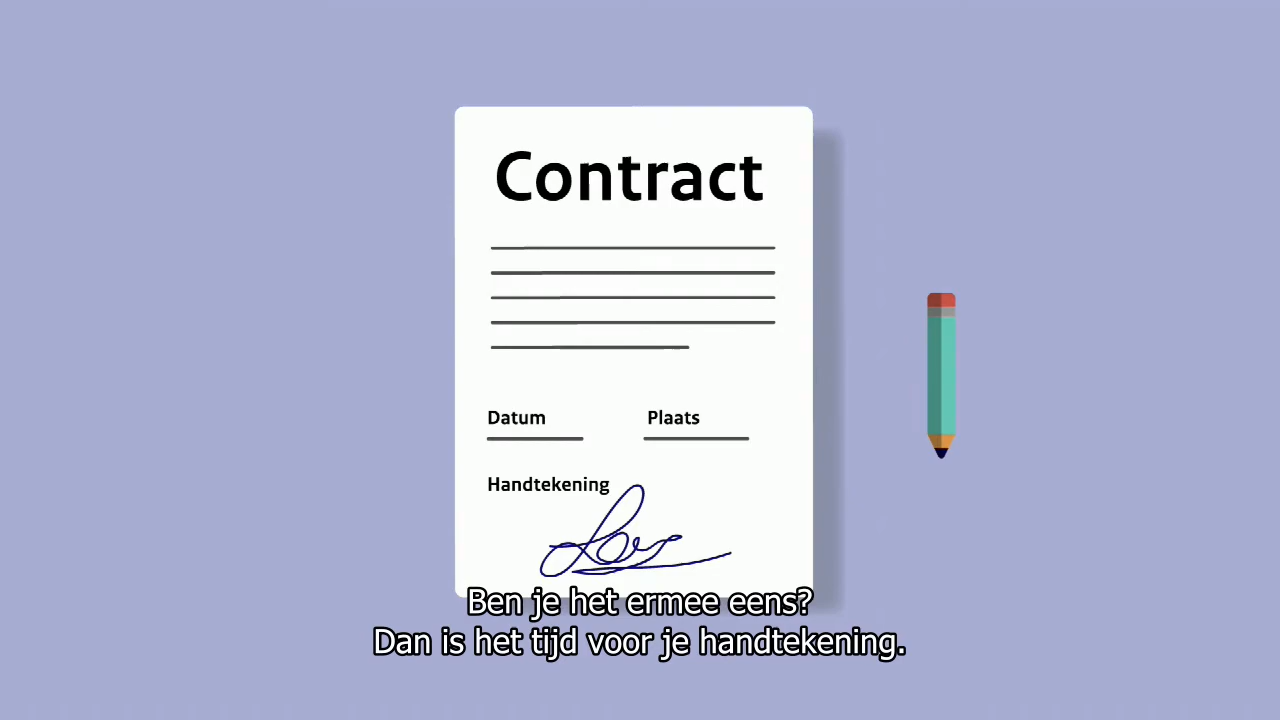 Contract
Datum Plaats
Handtekening
Ben je het ermee eens?
Dan is het tijd voor je handtekening.